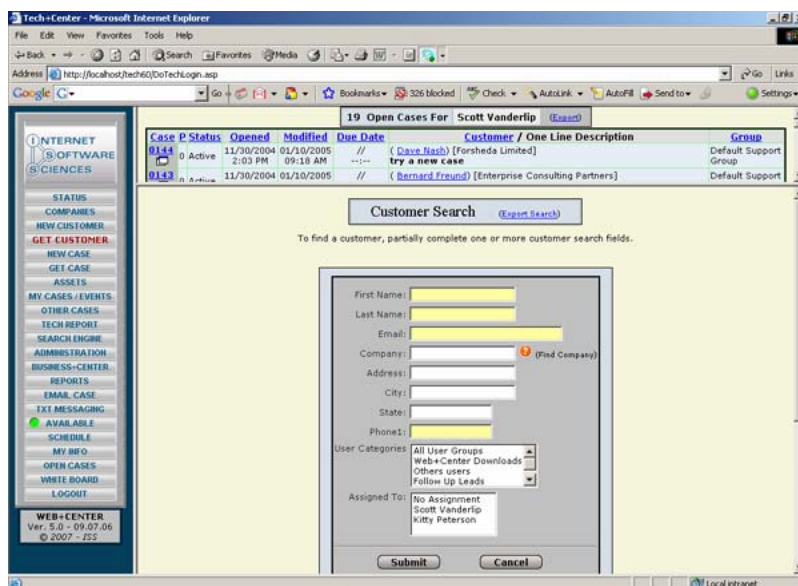 Tech+Center - Microsoft Internet Explorer
File Edit View Favorites Tools Help
Back Search Favorites Media
Address http://localhost/tech60/DoTechLogin.asp Go Links
Google Go Bookmarks 326 blocked Check AutoLink AutoFill Send to Settings
19 Open Cases For Scott Vanderlip (Export)
Case P Status Opened Modified Due Date Customer / One Line Description Group
0144 0 Active 11/30/2004 01/10/2005 // ( Dave Nash) [Forsheda Limited] Default Support
2:03 PM 09:18 AM --:-- try a new case Group
0143 0 Active 11/30/2004 01/10/2005 // ( Bernard Freund) [Enterprise Consulting Partners] Default Support
INTERNET
SOFTWARE
SCIENCES
STATUS
COMPANIES
NEW CUSTOMER
GET CUSTOMER
NEW CASE
GET CASE
ASSETS
MY CASES / EVENTS
OTHER CASES
TECH REPORT
SEARCH ENGINE
ADMINISTRATION
BUSINESS+CENTER
REPORTS
EMAIL CASE
TXT MESSAGING
AVAILABLE
SCHEDULE
MY INFO
OPEN CASES
WHITE BOARD
LOGOUT
WEB+CENTER
Ver. 5.0 - 09.07.06
© 2007 - ISS
Customer Search (Export Search)
To find a customer, partially complete one or more customer search fields.
First Name:
Last Name:
Email:
Company: ? (Find Company)
Address:
City:
State:
Phone1:
User Categories All User Groups
Web+Center Downloads
Others users
Follow Up Leads
Assigned To: No Assignment
Scott Vanderlip
Kitty Peterson
Submit Cancel
Local intranet